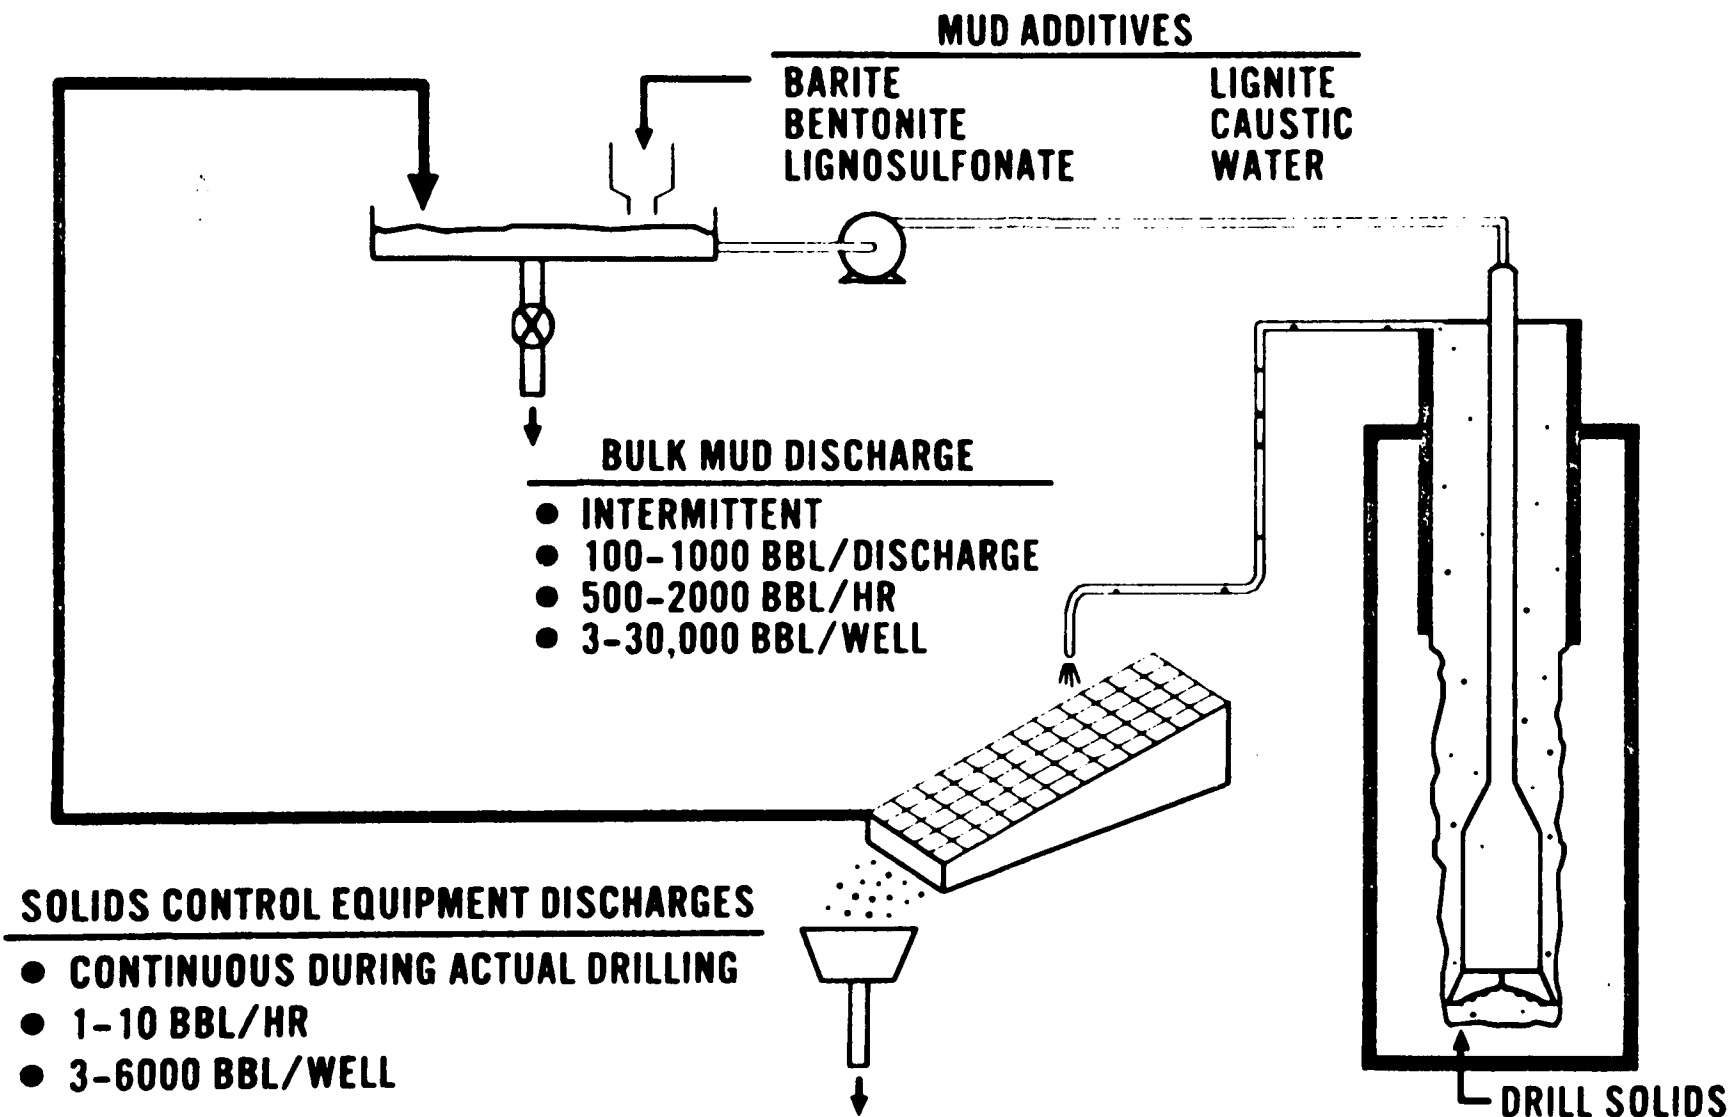 MUD ADDITIVES
BARITE LIGNITE
BENTONITE CAUSTIC
LIGNOSULFONATE WATER
BULK MUD DISCHARGE
● INTERMITTENT
● 100-1000 BBL/DISCHARGE
● 500-2000 BBL/HR
● 3-30,000 BBL/WELL
SOLIDS CONTROL EQUIPMENT DISCHARGES
● CONTINUOUS DURING ACTUAL DRILLING
● 1-10 BBL/HR
● 3-6000 BBL/WELL
DRILL SOLIDS